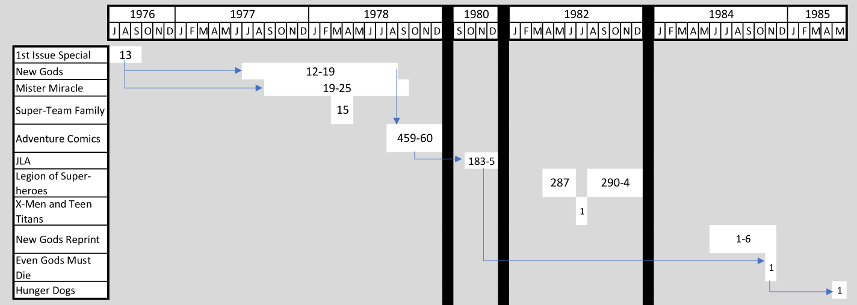 1976 1977 1978 1980 1982 1984 1985
J A S O N D J F M A M J J A S O N D J F M A M J J A S O N D S O N D J F M A M J J A S O N D J F M A M J J A S O N D J F M A M
1st Issue Special 13
New Gods 12-19
Mister Miracle 19-25
Super-Team Family 15
Adventure Comics 459-60
JLA 183-5
Legion of Super-
heroes 287 290-4
X-Men and Teen
Titans 1
New Gods Reprint 1-6
Even Gods Must
Die 1
Hunger Dogs 1